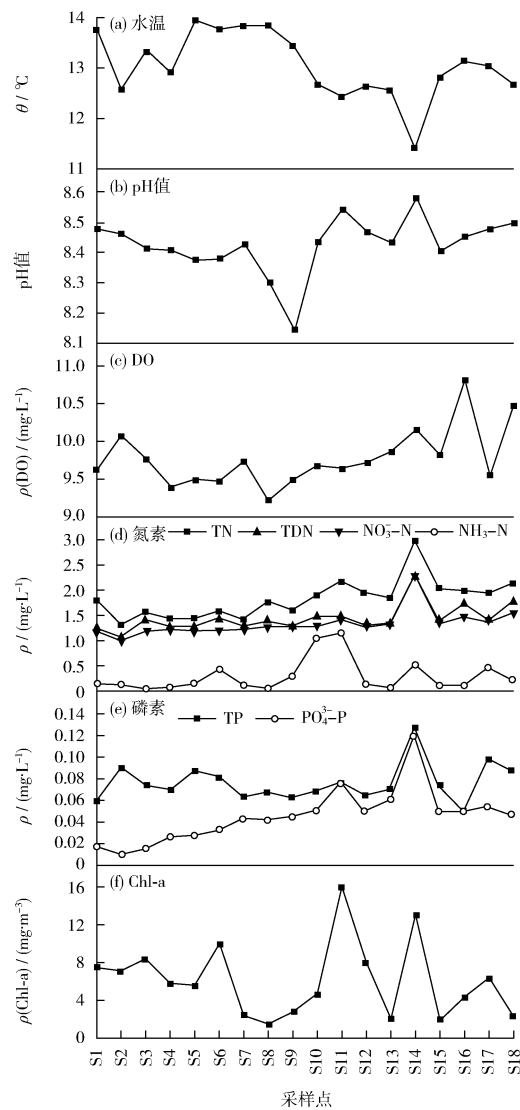 14
(a) 水温
13
12
11
θ / ℃
8.6
(b) pH值
8.5
8.4
8.3
8.2
8.1
pH值
11.0
(c) DO
10.5
10.0
9.5
9.0
ρ(DO) / (mg·L⁻¹)
(d) 氮素 TN TDN NO₃⁻-N NH₃-N
3.0
2.5
2.0
1.5
1.0
0.5
0
ρ / (mg·L⁻¹)
(e) 磷素
0.14
TP PO₄³⁻-P
0.12
0.10
0.08
0.06
0.04
0.02
0
ρ / (mg·L⁻¹)
(f) Chl-a
16
12
8
4
0
ρ(Chl-a) / (mg·m⁻³)
S1 S2 S3 S4 S5 S6 S7 S8 S9 S10 S11 S12 S13 S14 S15 S16 S17 S18
采样点